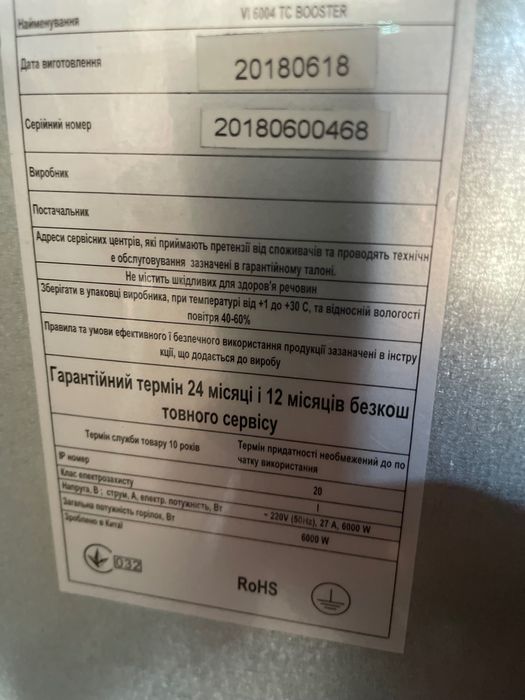 Найменування VI 6004 TC BOOSTER
Дата виготовлення 20180618
Серійний номер 20180600468
Виробник
Постачальник
Адреси сервісних центрів, які приймають претензії від споживачів та проводять технічн
е обслуговування зазначені в гарантійному талоні.
Не містить шкідливих для здоров'я речовин
Зберігати в упаковці виробника, при температурі від +1 до +30 С, та відносній вологості
повітря 40-60%
Правила та умови ефективного і безпечного використання продукції зазаначені в інстру
кції, що додається до виробу
Гарантійний термін 24 місяці і 12 місяців безкош
товного сервісу
Термін служби товару 10 років
Термін придатності необмежений до по
чатку використання
IP номер 20
Клас електрозахисту I
Напруга, В ; струм, А, електр. потужність, Вт ~ 220V (50Hz), 27 A, 6000 W
Загальна потужність горілок, Вт 6000 W
Зроблено в Китаї
032
RoHS